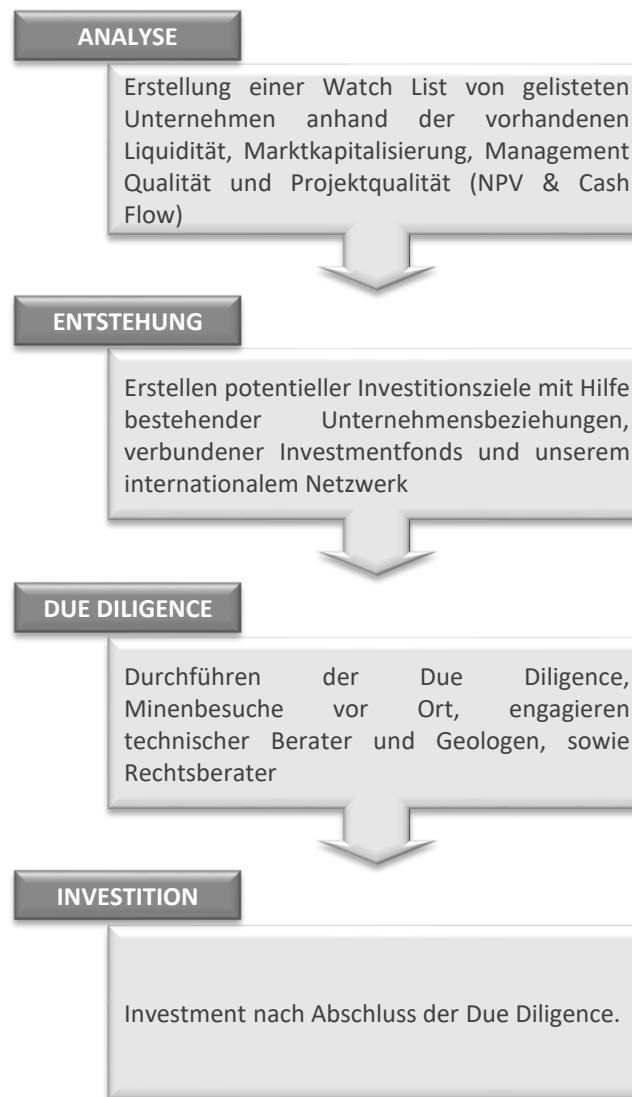 ANALYSE
Erstellung einer Watch List von gelisteten
Unternehmen anhand der vorhandenen
Liquidität, Marktkapitalisierung, Management
Qualität und Projektqualität (NPV & Cash
Flow)
ENTSTEHUNG
Erstellen potentieller Investitionsziele mit Hilfe
bestehender Unternehmensbeziehungen,
verbundener Investmentfonds und unserem
internationalem Netzwerk
DUE DILIGENCE
Durchführen der Due Diligence,
Minenbesuche vor Ort, engagieren
technischer Berater und Geologen, sowie
Rechtsberater
INVESTITION
Investment nach Abschluss der Due Diligence.